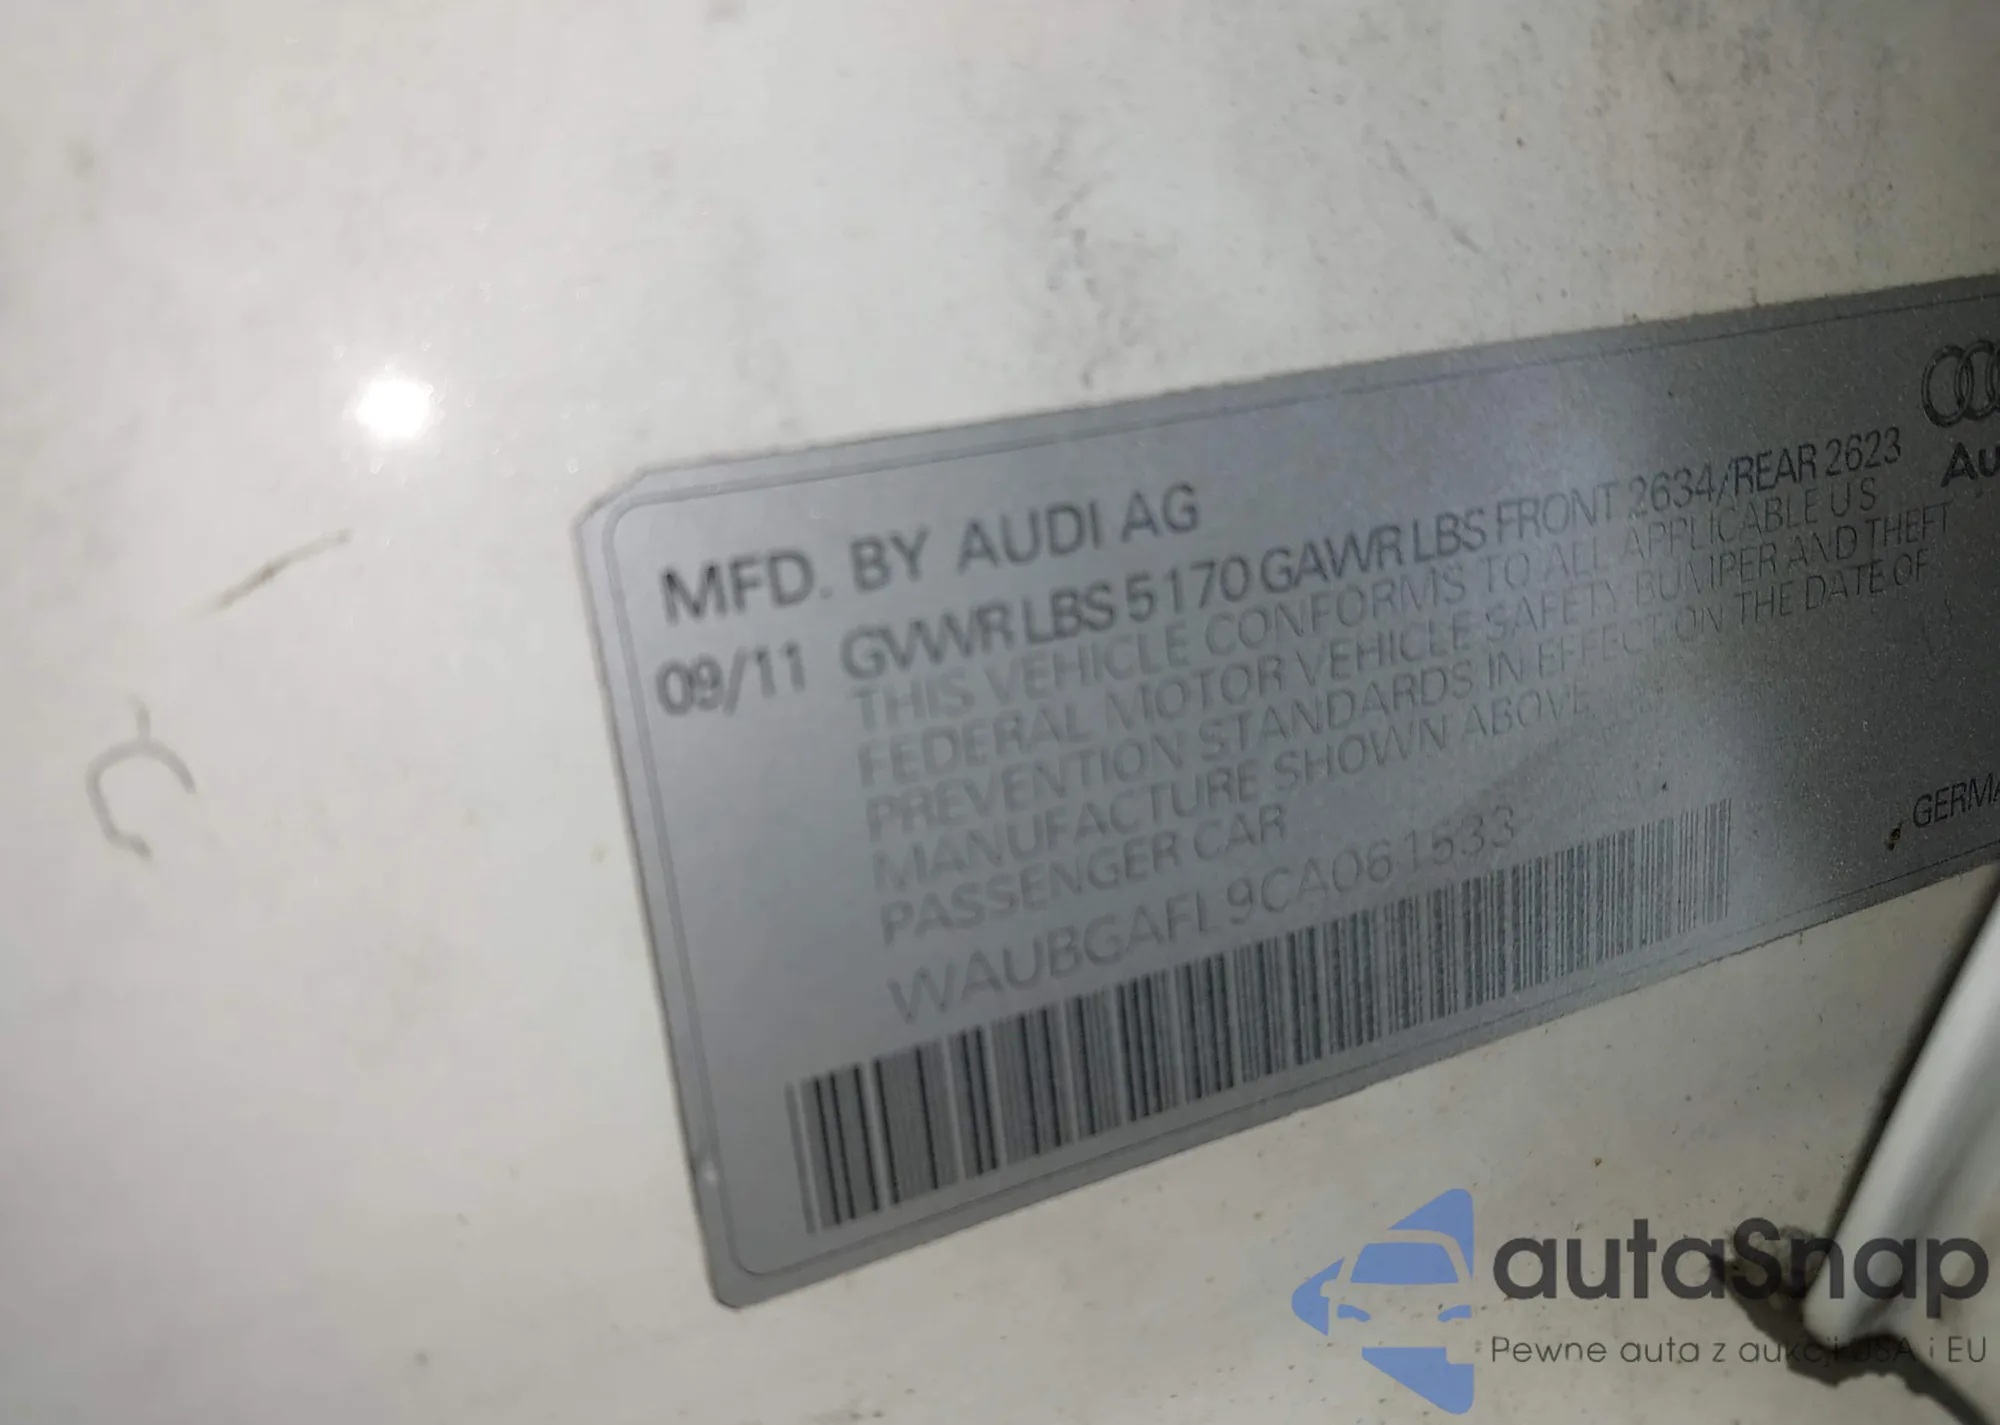 MFD. BY AUDI AG
09/11 GVWR LBS 5170 GAWR LBS FRONT 2634/REAR 2623
THIS VEHICLE CONFORMS TO ALL APPLICABLE US
FEDERAL MOTOR VEHICLE SAFETY BUMPER AND THEFT
PREVENTION STANDARDS IN EFFECT ON THE DATE OF
MANUFACTURE SHOWN ABOVE
PASSENGER CAR
WAUBGAFL9CA061533
autaSnap
Pewne auta z aukcji USA i EU